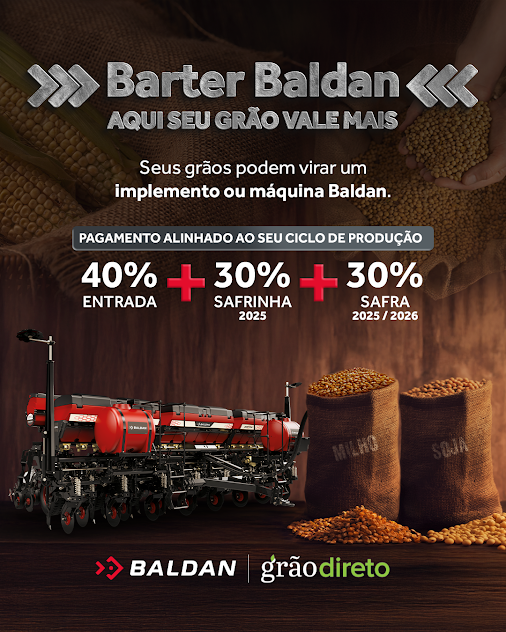 Barter Baldan
AQUI SEU GRÃO VALE MAIS
Seus grãos podem virar um
implemento ou máquina Baldan.
PAGAMENTO ALINHADO AO SEU CICLO DE PRODUÇÃO
40% + 30% + 30%
ENTRADA SAFRINHA SAFRA
2025 2025 / 2026
BALDAN
MILHO SOJA
BALDAN grãodireto